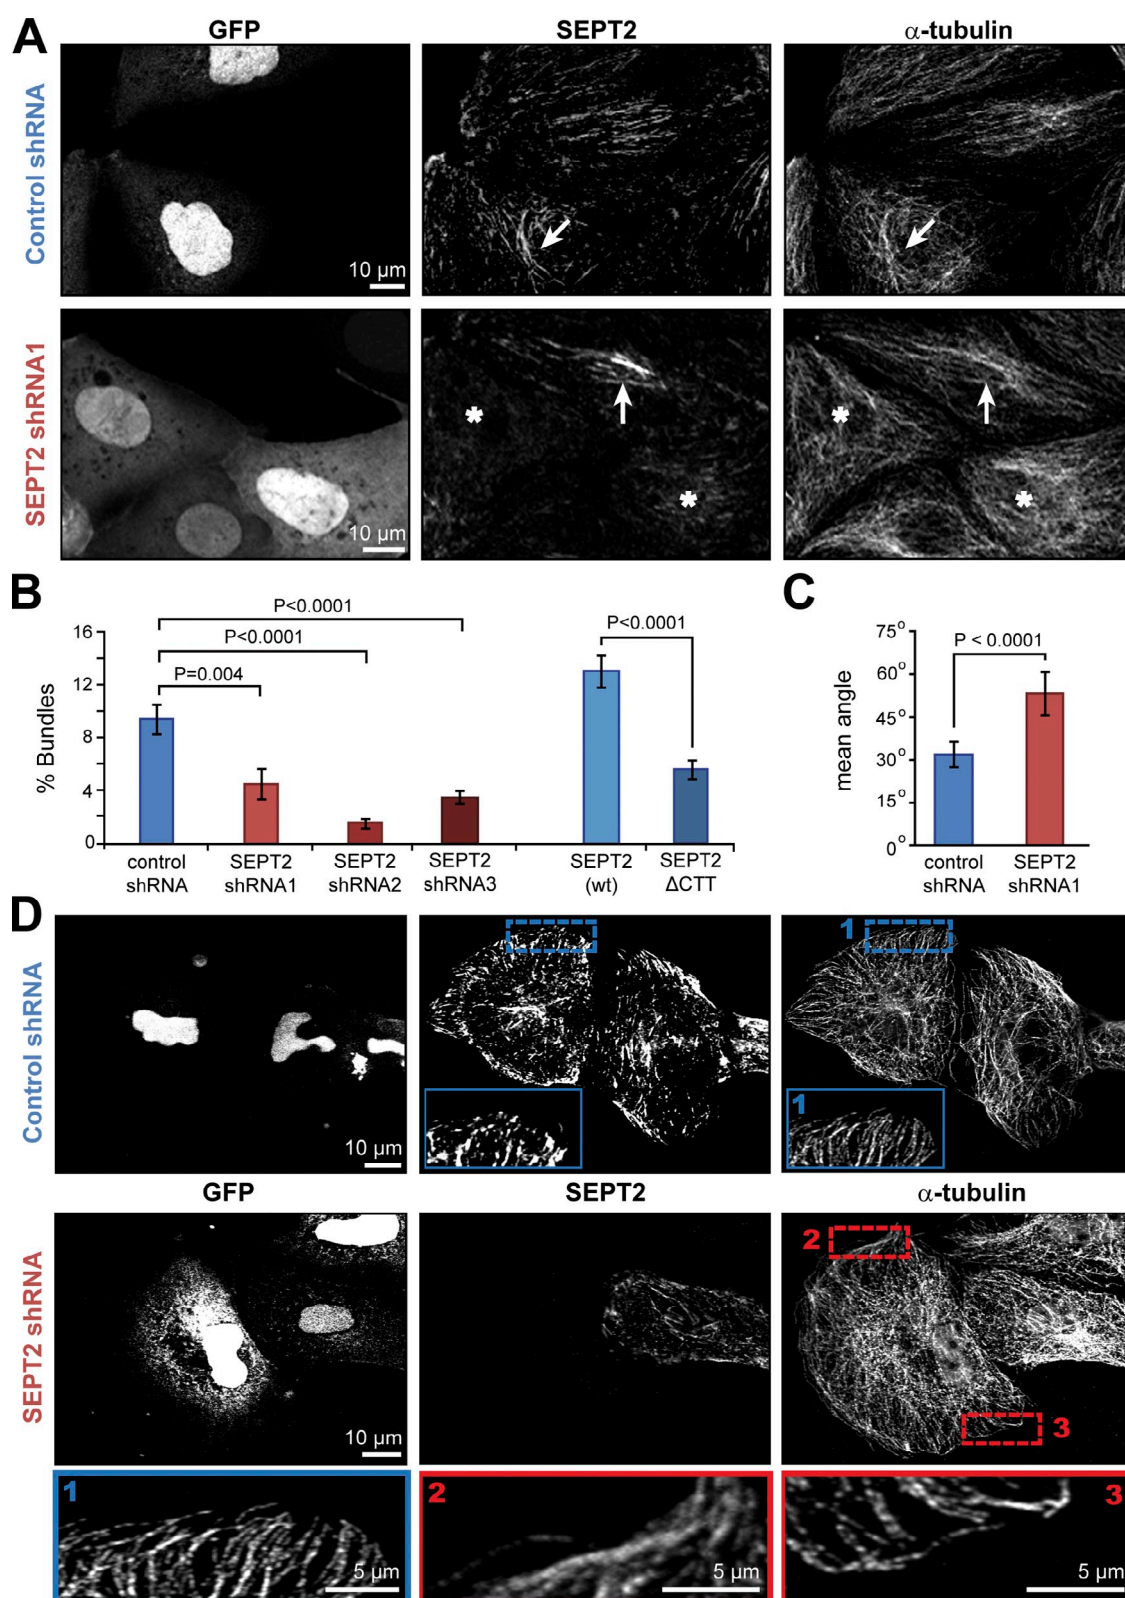 A
GFP
SEPT2
α-tubulin
Control shRNA
10 µm
*
*
*
*
SEPT2 shRNA1
10 µm
B
C
P<0.0001
P<0.0001
P=0.004
P<0.0001
16
12
8
4
0
% Bundles
control shRNA
SEPT2 shRNA1
SEPT2 shRNA2
SEPT2 shRNA3
SEPT2 (wt)
SEPT2 ΔCTT
P < 0.0001
75°
60°
45°
30°
15°
0°
mean angle
control shRNA
SEPT2 shRNA1
D
Control shRNA
10 µm
1
1
GFP
SEPT2
α-tubulin
SEPT2 shRNA
10 µm
2
3
1
5 µm
2
5 µm
3
5 µm